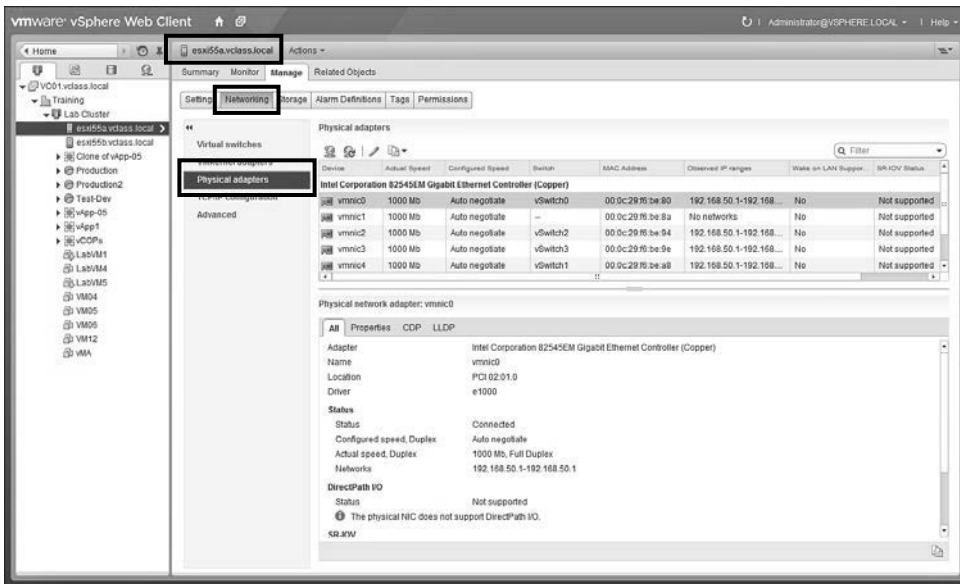 vmware vSphere Web Client
Administrator@VSPHERE.LOCAL
Help
Home
esxi55a.vclass.local
Actions
Summary Monitor Manage Related Objects
VC01.vclass.local
Training
Lab Cluster
esxi55a.vclass.local
esxi55b.vclass.local
Clone of vApp-05
Production
Production2
Test-Dev
vApp-05
vApp1
vCOPs
LabVM1
LabVM4
LabVM5
VM04
VM05
VM06
VM12
vMA
Settings Networking Storage Alarm Definitions Tags Permissions
Virtual switches
VMkernel adapters
Physical adapters
TCP/IP configuration
Advanced
Physical adapters
Filter
Device Actual Speed Configured Speed Switch MAC Address Observed IP ranges Wake on LAN Suppor... SR-IOV Status
Intel Corporation 82545EM Gigabit Ethernet Controller (Copper)
vmnic0 1000 Mb Auto negotiate vSwitch0 00:0c:29:f6:be:80 192.168.50.1-192.168... No Not supported
vmnic1 1000 Mb Auto negotiate -- 00:0c:29:f6:be:8a No networks No Not supported
vmnic2 1000 Mb Auto negotiate vSwitch2 00:0c:29:f6:be:94 192.168.50.1-192.168... No Not supported
vmnic3 1000 Mb Auto negotiate vSwitch3 00:0c:29:f6:be:9e 192.168.50.1-192.168... No Not supported
vmnic4 1000 Mb Auto negotiate vSwitch1 00:0c:29:f6:be:a8 192.168.50.1-192.168... No Not supported
Physical network adapter: vmnic0
All Properties CDP LLDP
Adapter Intel Corporation 82545EM Gigabit Ethernet Controller (Copper)
Name vmnic0
Location PCI 02:01.0
Driver e1000
Status
Status Connected
Configured speed, Duplex Auto negotiate
Actual speed, Duplex 1000 Mb, Full Duplex
Networks 192.168.50.1-192.168.50.1
DirectPath I/O
Status Not supported
The physical NIC does not support DirectPath I/O.
SR-IOV